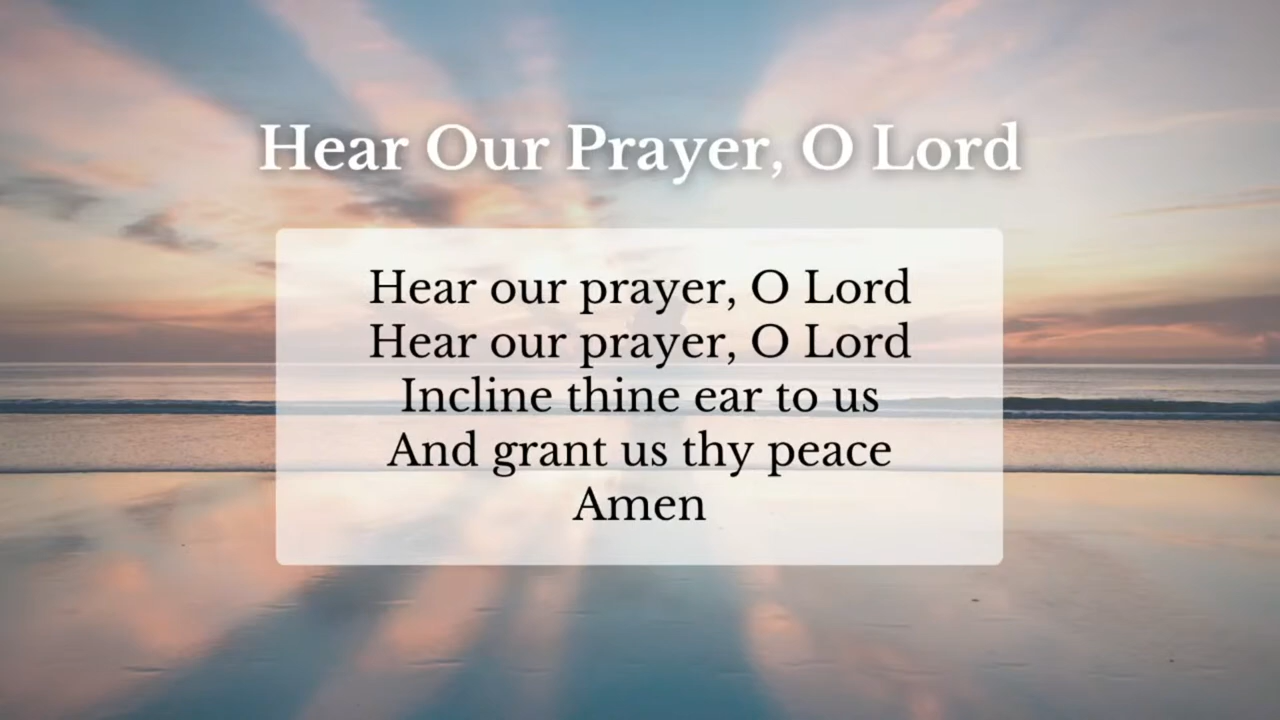 Hear Our Prayer, O Lord
Hear our prayer, O Lord
Hear our prayer, O Lord
Incline thine ear to us
And grant us thy peace
Amen